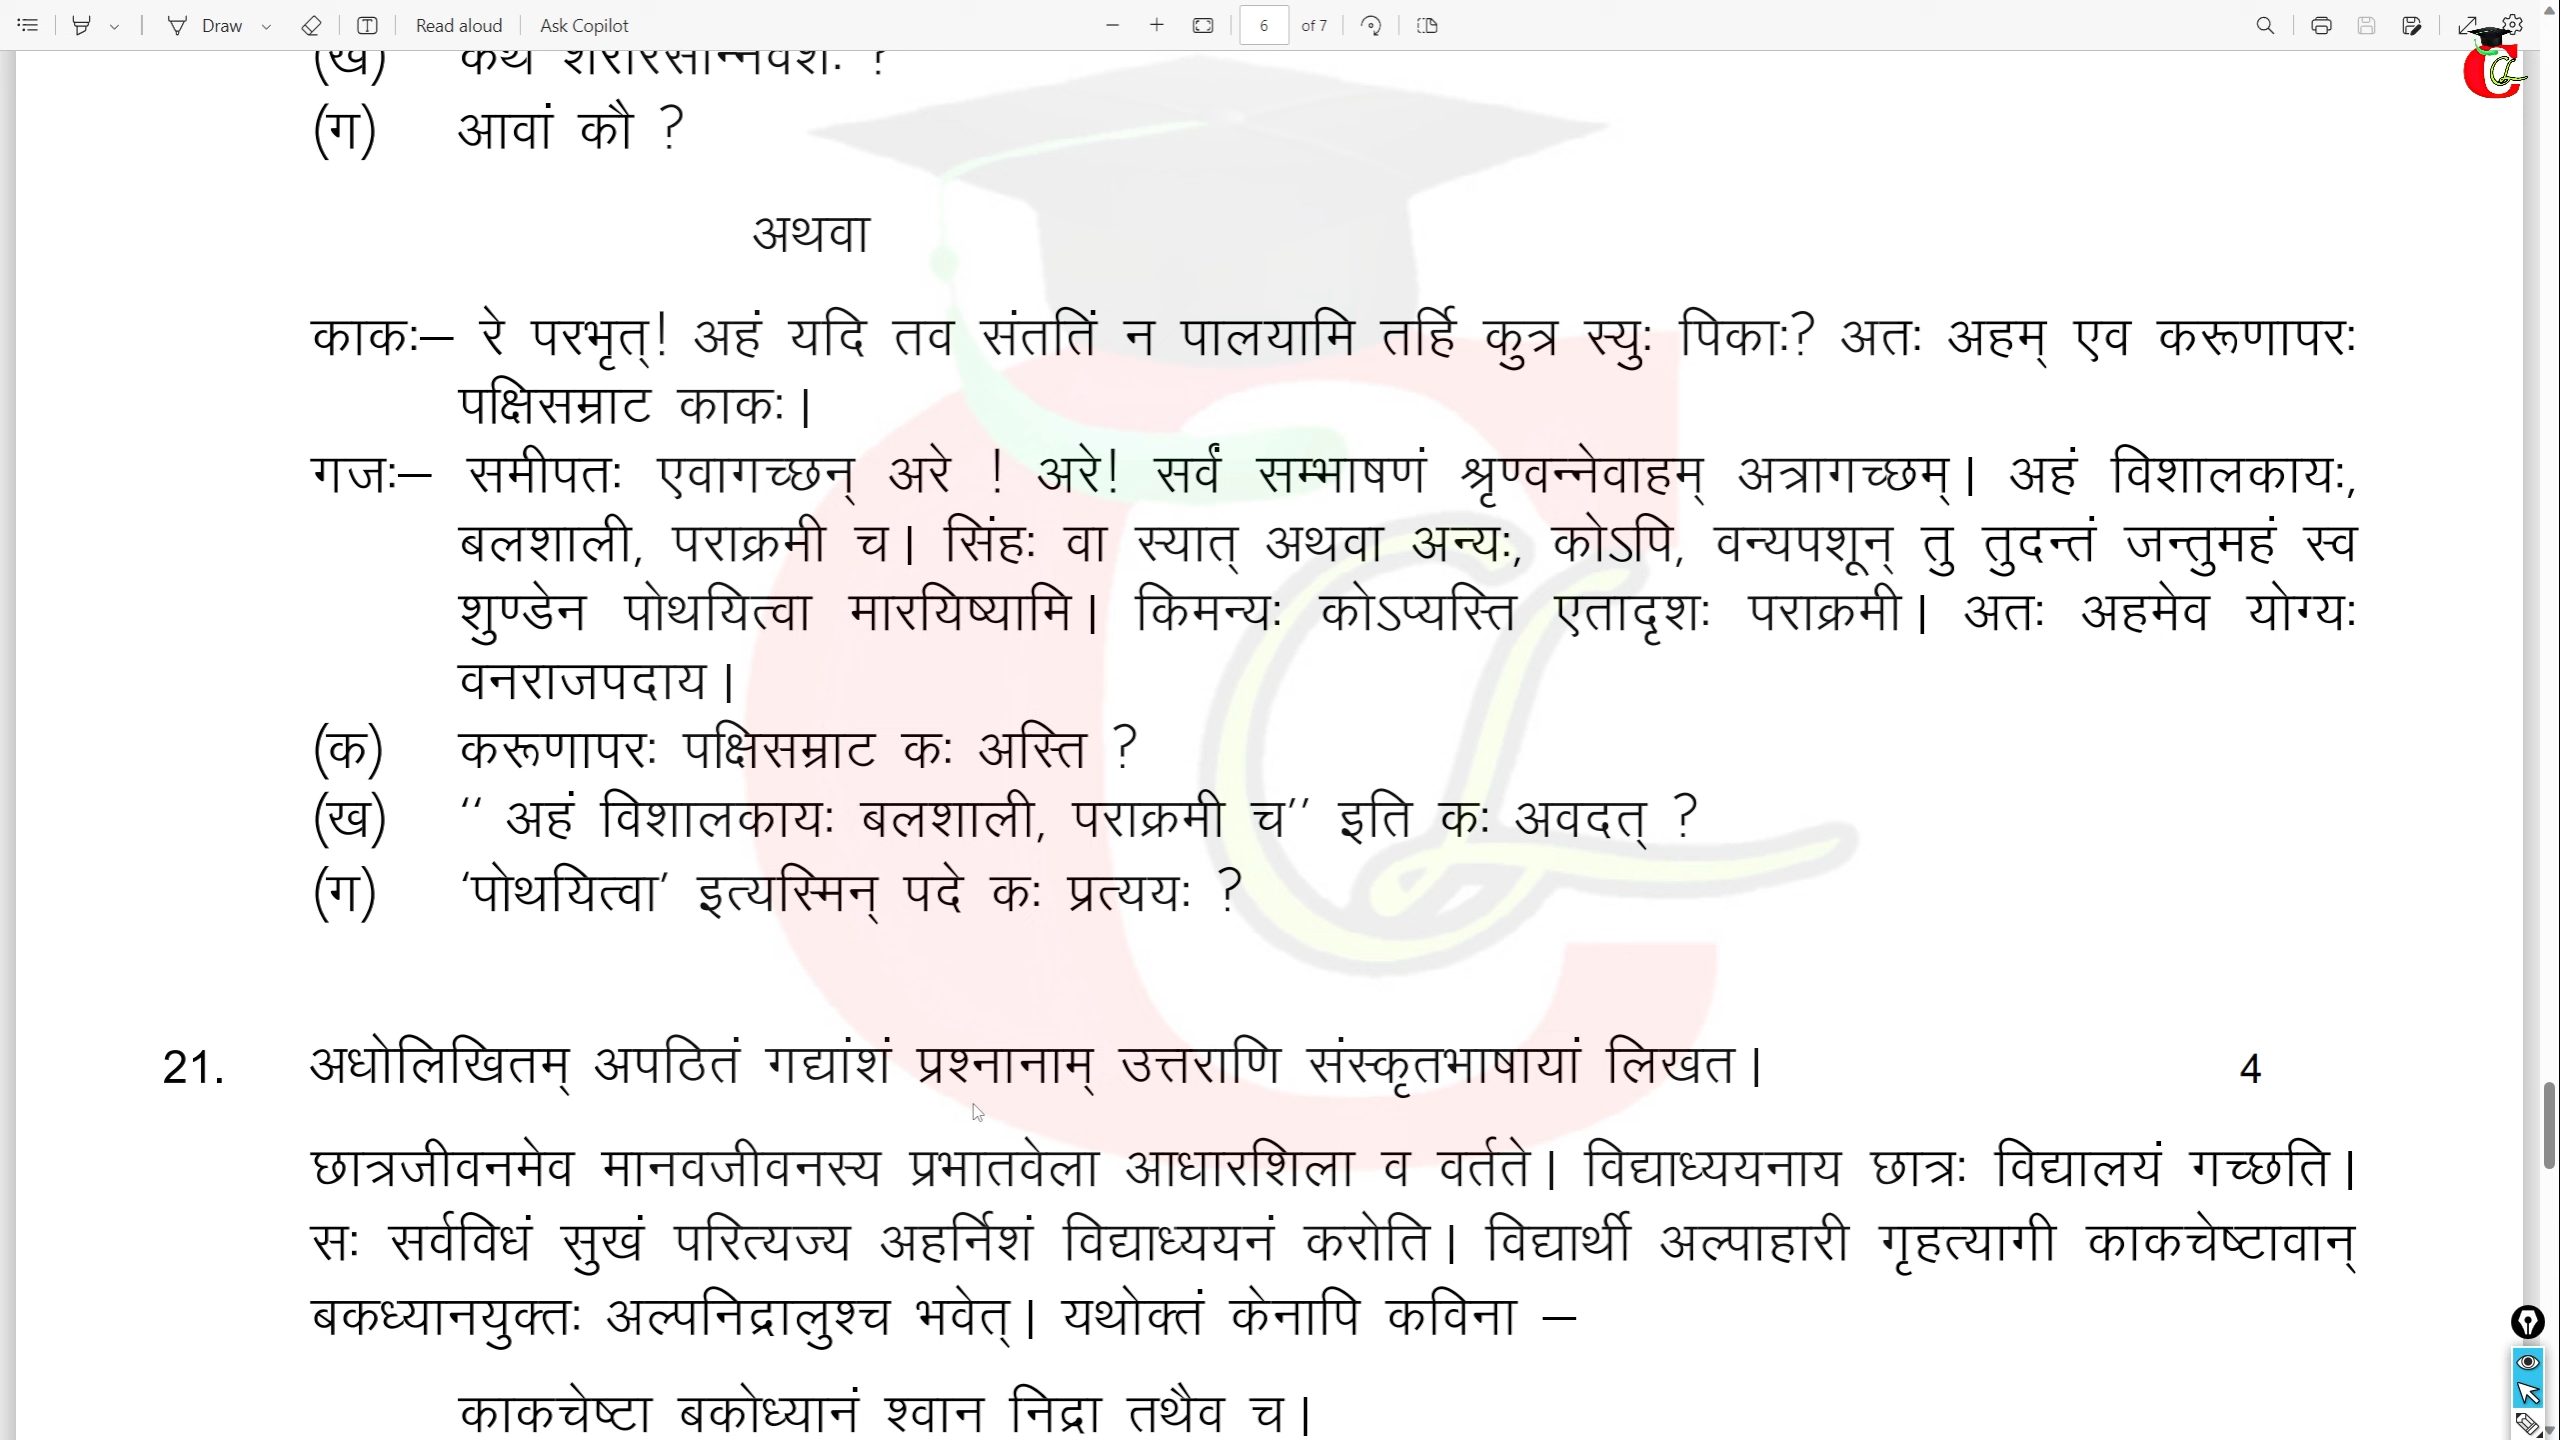 Draw
Read aloud
Ask Copilot
6 of 7
(ख) कथं शरीरसन्निवेशः ?
(ग) आवां कौ ?
अथवा
काकः– रे परभृत्! अहं यदि तव संततिं न पालयामि तर्हि कुत्र स्युः पिकाः? अतः अहम् एव करूणापरः
पक्षिसम्राट काकः।
गजः– समीपतः एवागच्छन् अरे ! अरे! सर्वं सम्भाषणं श्रृण्वन्नेवाहम् अत्रागच्छम्। अहं विशालकायः,
बलशाली, पराक्रमी च। सिंहः वा स्यात् अथवा अन्यः, कोऽपि, वन्यपशून् तु तुदन्तं जन्तुमहं स्व
शुण्डेन पोथयित्वा मारयिष्यामि। किमन्यः कोऽप्यस्ति एतादृशः पराक्रमी। अतः अहमेव योग्यः
वनराजपदाय।
(क) करूणापरः पक्षिसम्राट कः अस्ति ?
(ख) ‘‘ अहं विशालकायः बलशाली, पराक्रमी च’’ इति कः अवदत् ?
(ग) ‘पोथयित्वा’ इत्यस्मिन् पदे कः प्रत्ययः ?
21. अधोलिखितम् अपठितं गद्यांशं प्रश्नानाम् उत्तराणि संस्कृतभाषायां लिखत। 4
छात्रजीवनमेव मानवजीवनस्य प्रभातवेला आधारशिला व वर्तते। विद्याध्ययनाय छात्रः विद्यालयं गच्छति।
सः सर्वविधं सुखं परित्यज्य अहर्निशं विद्याध्ययनं करोति। विद्यार्थी अल्पाहारी गृहत्यागी काकचेष्टावान्
बकध्यानयुक्तः अल्पनिद्रालुश्च भवेत्। यथोक्तं केनापि कविना –
काकचेष्टा बकोध्यानं श्वान निद्रा तथैव च।